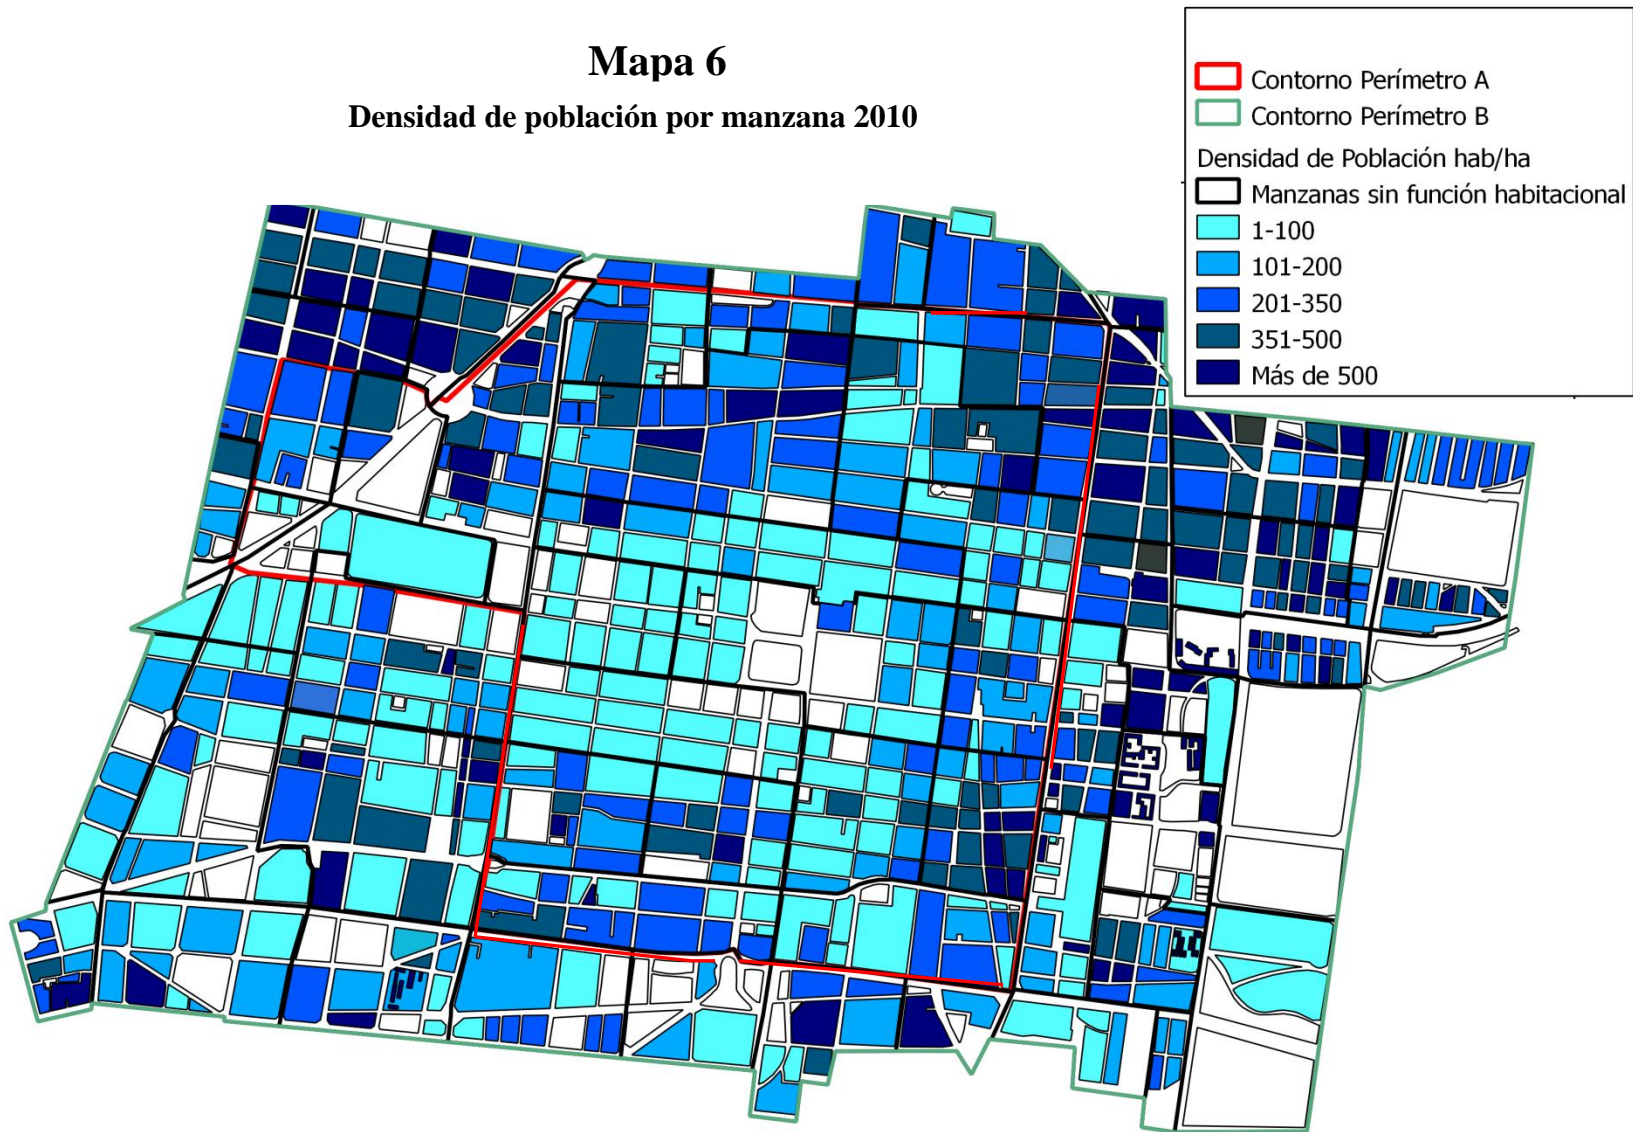 Mapa 6
Densidad de población por manzana 2010
Contorno Perímetro A
Contorno Perímetro B
Densidad de Población hab/ha
Manzanas sin función habitacional
1-100
101-200
201-350
351-500
Más de 500